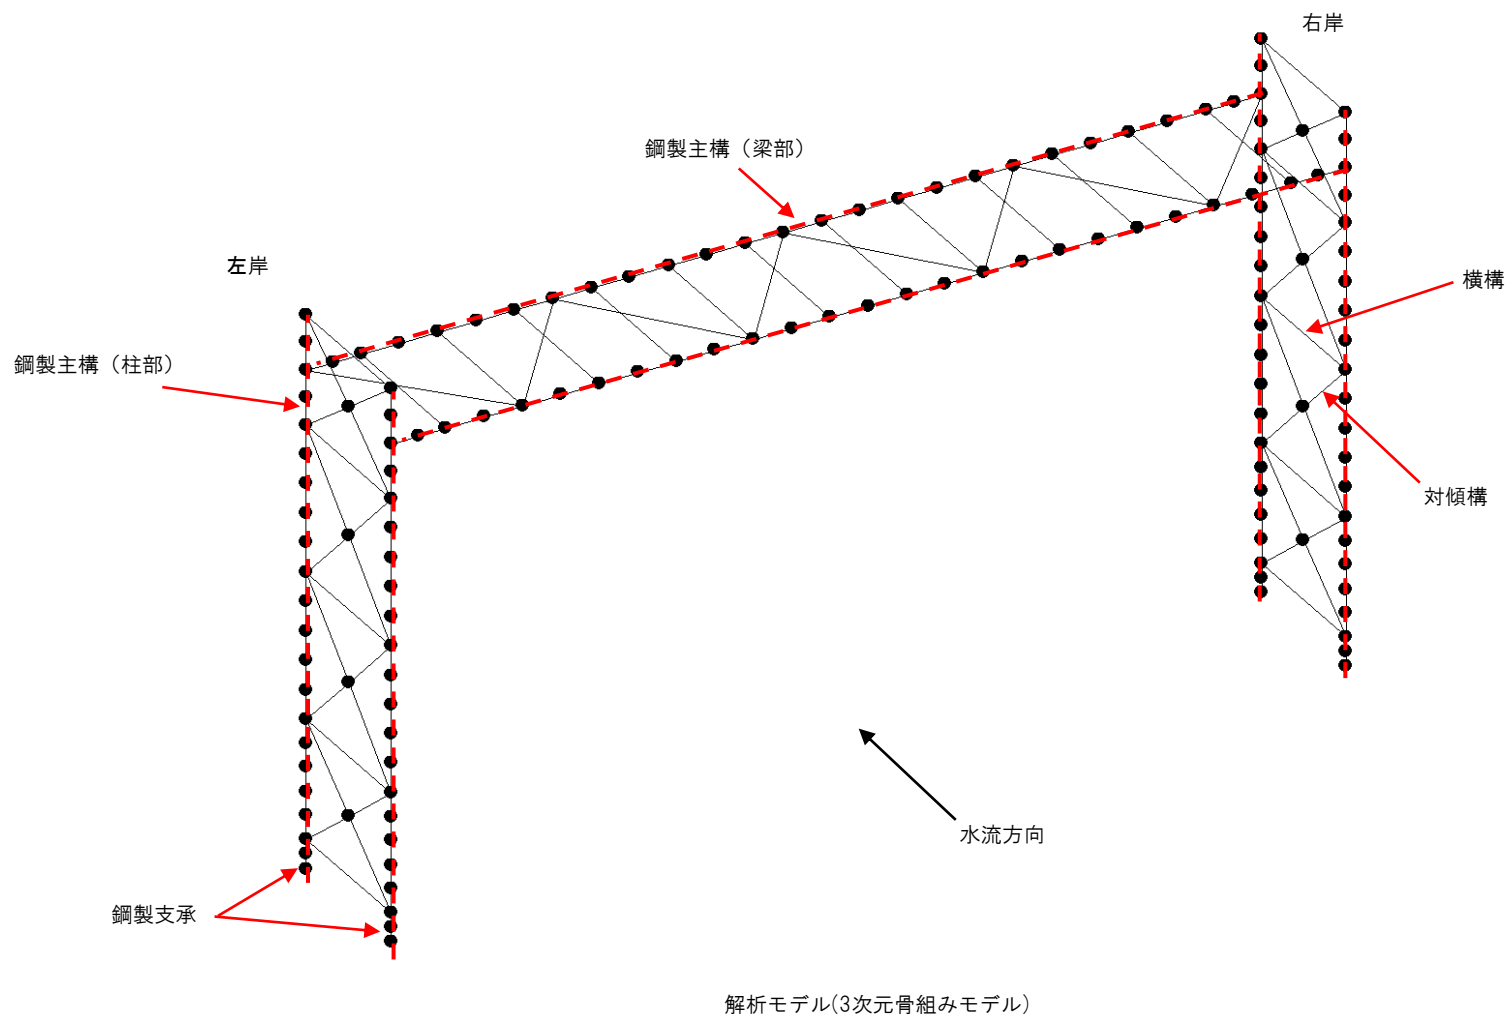 右岸
鋼製主構（梁部）
左岸
横構
鋼製主構（柱部）
対傾構
水流方向
鋼製支承
解析モデル(3次元骨組みモデル)